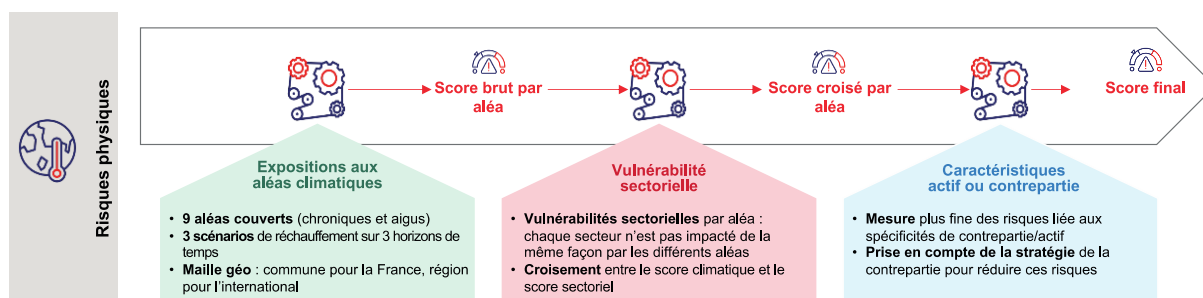 Risques physiques
Score brut par
aléa
Score croisé par
aléa
Score final
Expositions aux
aléas climatiques
• 9 aléas couverts (chroniques et aigus)
• 3 scénarios de réchauffement sur 3 horizons de
temps
• Maille géo : commune pour la France, région
pour l'international
Vulnérabilité
sectorielle
• Vulnérabilités sectorielles par aléa :
chaque secteur n'est pas impacté de la
même façon par les différents aléas
• Croisement entre le score climatique et le
score sectoriel
Caractéristiques
actif ou contrepartie
• Mesure plus fine des risques liée aux
spécificités de contrepartie/actif
• Prise en compte de la stratégie de la
contrepartie pour réduire ces risques